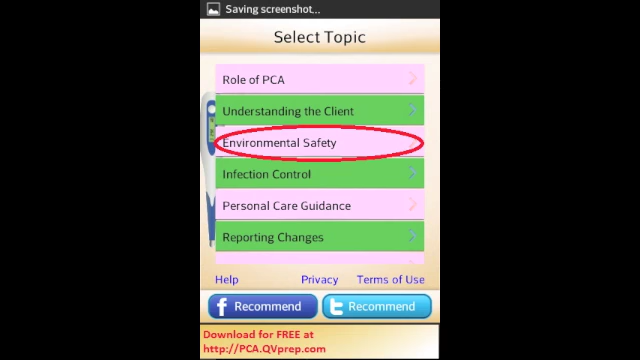 Saving screenshot...
Select Topic
Role of PCA
Understanding the Client
Environmental Safety
Infection Control
Personal Care Guidance
Reporting Changes
Help Privacy Terms of Use
f Recommend t Recommend
Download for FREE at
http://PCA.QVprep.com